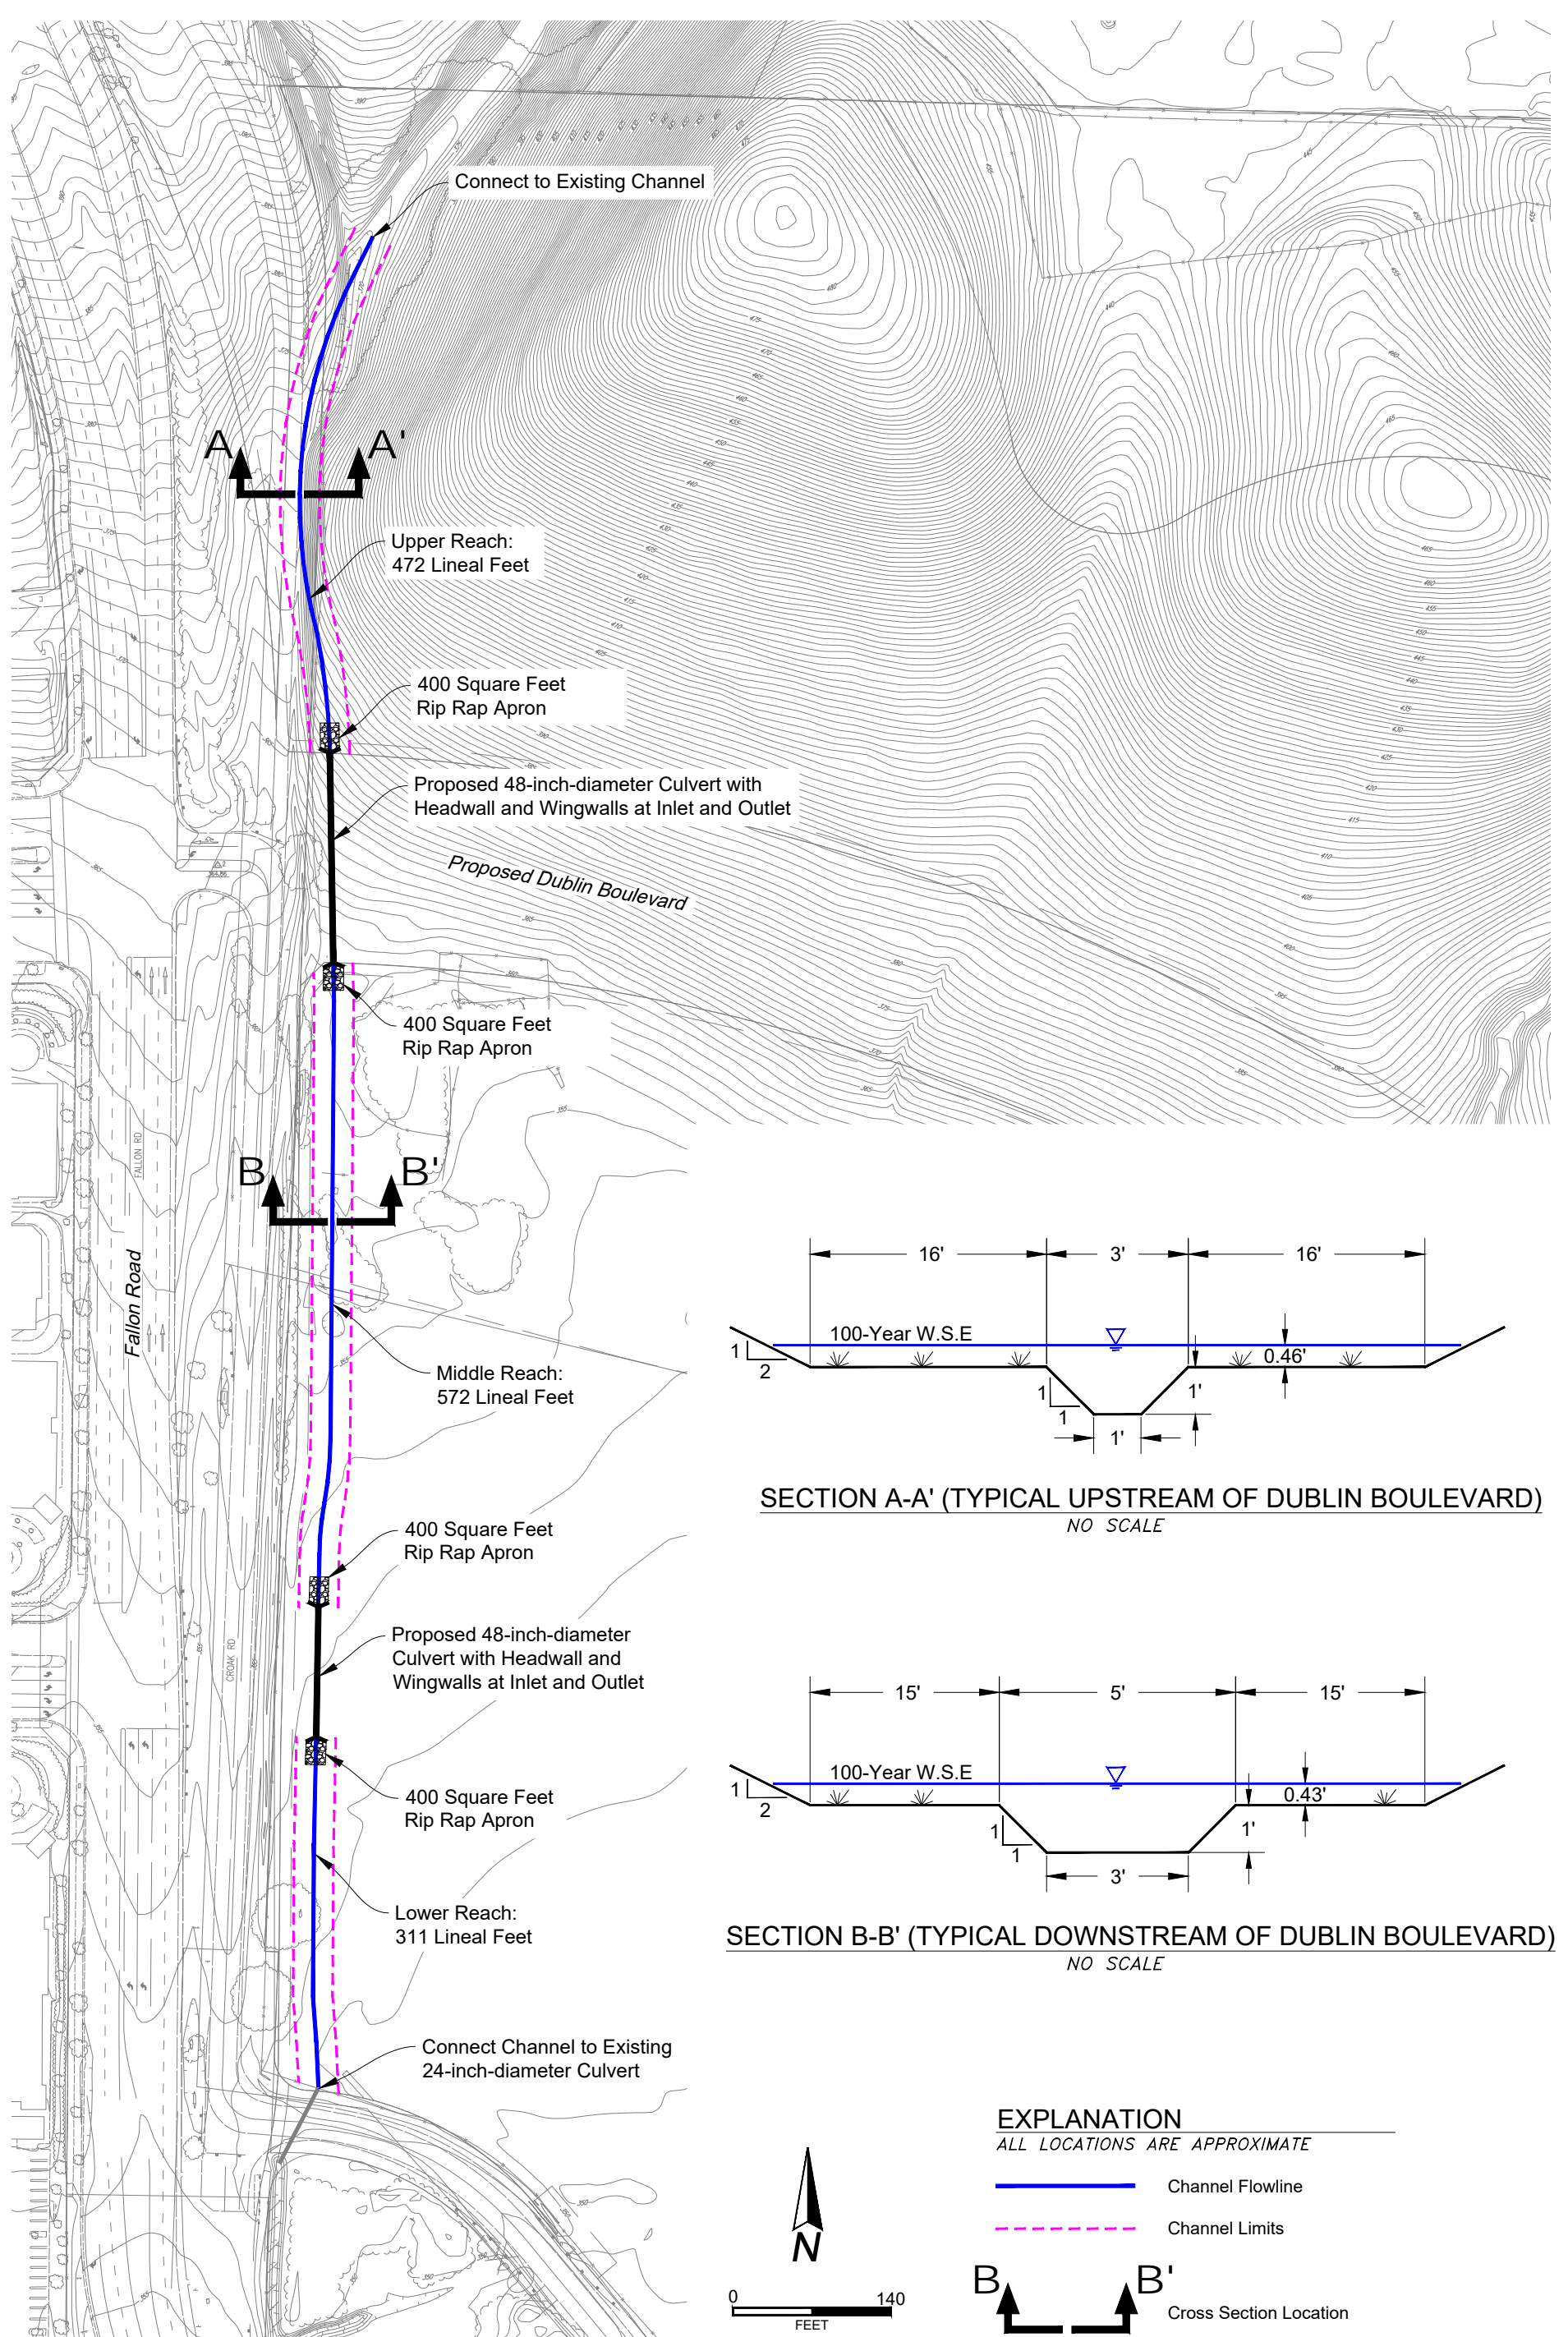 Connect to Existing Channel
A A'
Upper Reach:
472 Lineal Feet
400 Square Feet
Rip Rap Apron
Proposed 48-inch-diameter Culvert with
Headwall and Wingwalls at Inlet and Outlet
Proposed Dublin Boulevard
400 Square Feet
Rip Rap Apron
FALLON RD
B B'
Fallon Road
Middle Reach:
572 Lineal Feet
400 Square Feet
Rip Rap Apron
CROAK RD
Proposed 48-inch-diameter
Culvert with Headwall and
Wingwalls at Inlet and Outlet
400 Square Feet
Rip Rap Apron
Lower Reach:
311 Lineal Feet
Connect Channel to Existing
24-inch-diameter Culvert
16' 3' 16'
100-Year W.S.E
0.46'
1
2
1
1
1'
1'
SECTION A-A' (TYPICAL UPSTREAM OF DUBLIN BOULEVARD)
NO SCALE
15' 5' 15'
100-Year W.S.E
0.43'
1
2
1
1
1'
3'
SECTION B-B' (TYPICAL DOWNSTREAM OF DUBLIN BOULEVARD)
NO SCALE
EXPLANATION
ALL LOCATIONS ARE APPROXIMATE
Channel Flowline
Channel Limits
B B'
Cross Section Location
N
0 140
FEET